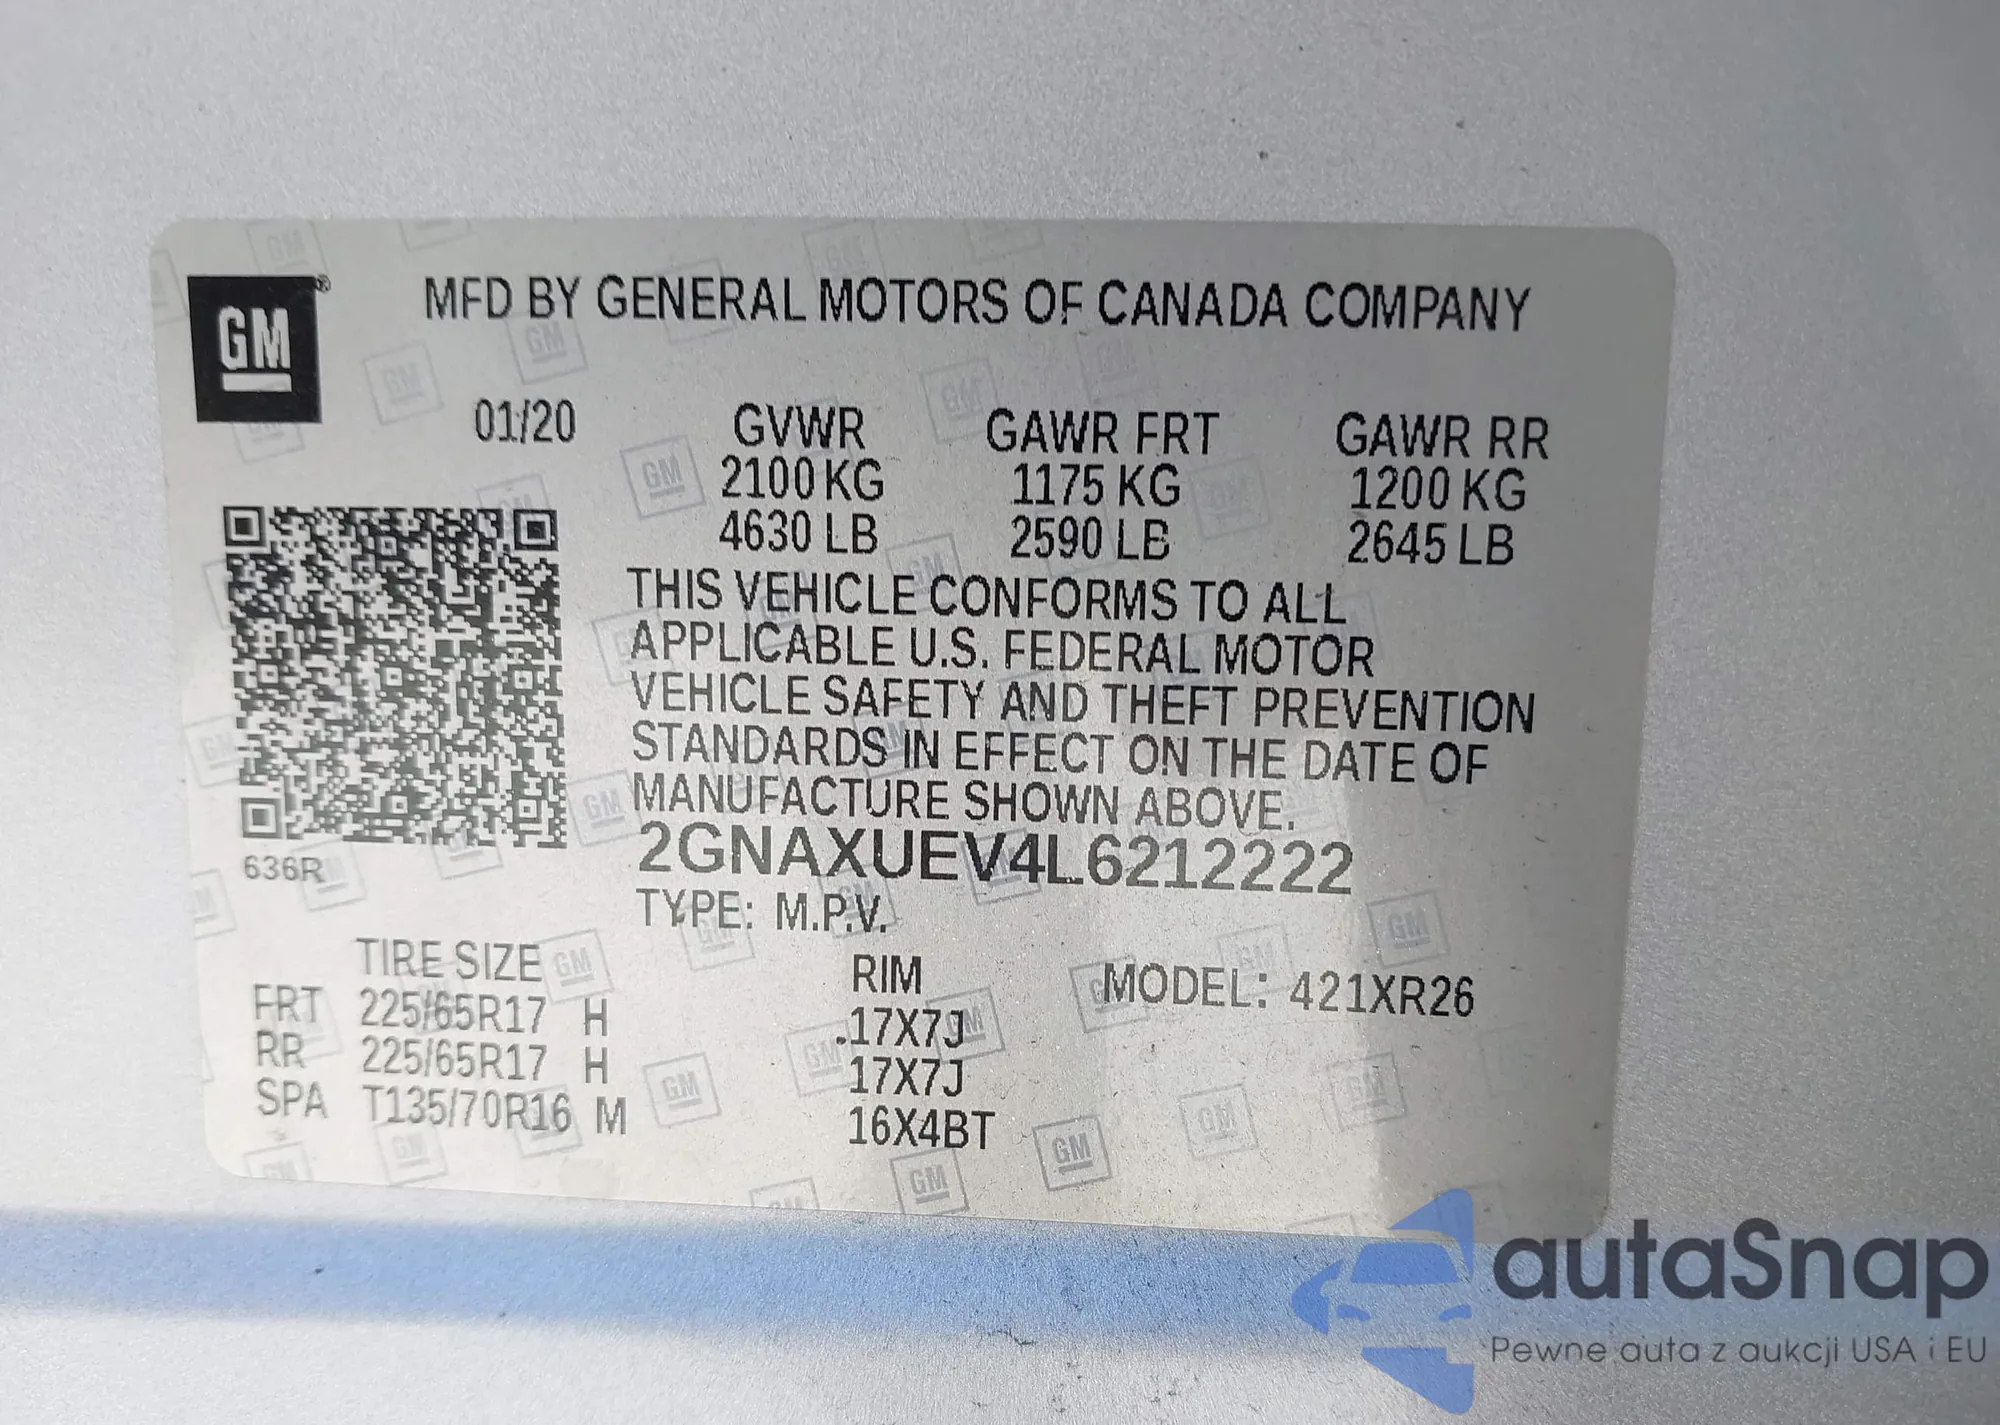 GM®
MFD BY GENERAL MOTORS OF CANADA COMPANY
01/20 GVWR GAWR FRT GAWR RR
2100 KG 1175 KG 1200 KG
4630 LB 2590 LB 2645 LB
THIS VEHICLE CONFORMS TO ALL
APPLICABLE U.S. FEDERAL MOTOR
VEHICLE SAFETY AND THEFT PREVENTION
STANDARDS IN EFFECT ON THE DATE OF
MANUFACTURE SHOWN ABOVE.
636R
2GNAXUEV4L6212222
TYPE: M.P.V.
TIRE SIZE RIM MODEL: 421XR26
FRT 225/65R17 H 17X7J
RR 225/65R17 H 17X7J
SPA T135/70R16 M 16X4BT
autaSnap
Pewne auta z aukcji USA i EU